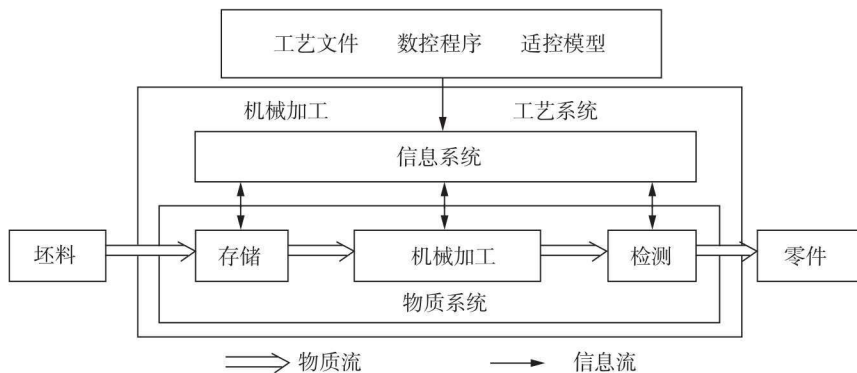 工艺文件 数控程序 适控模型
机械加工 工艺系统
信息系统
坯料 存储 机械加工 检测 零件
物质系统
物质流 信息流